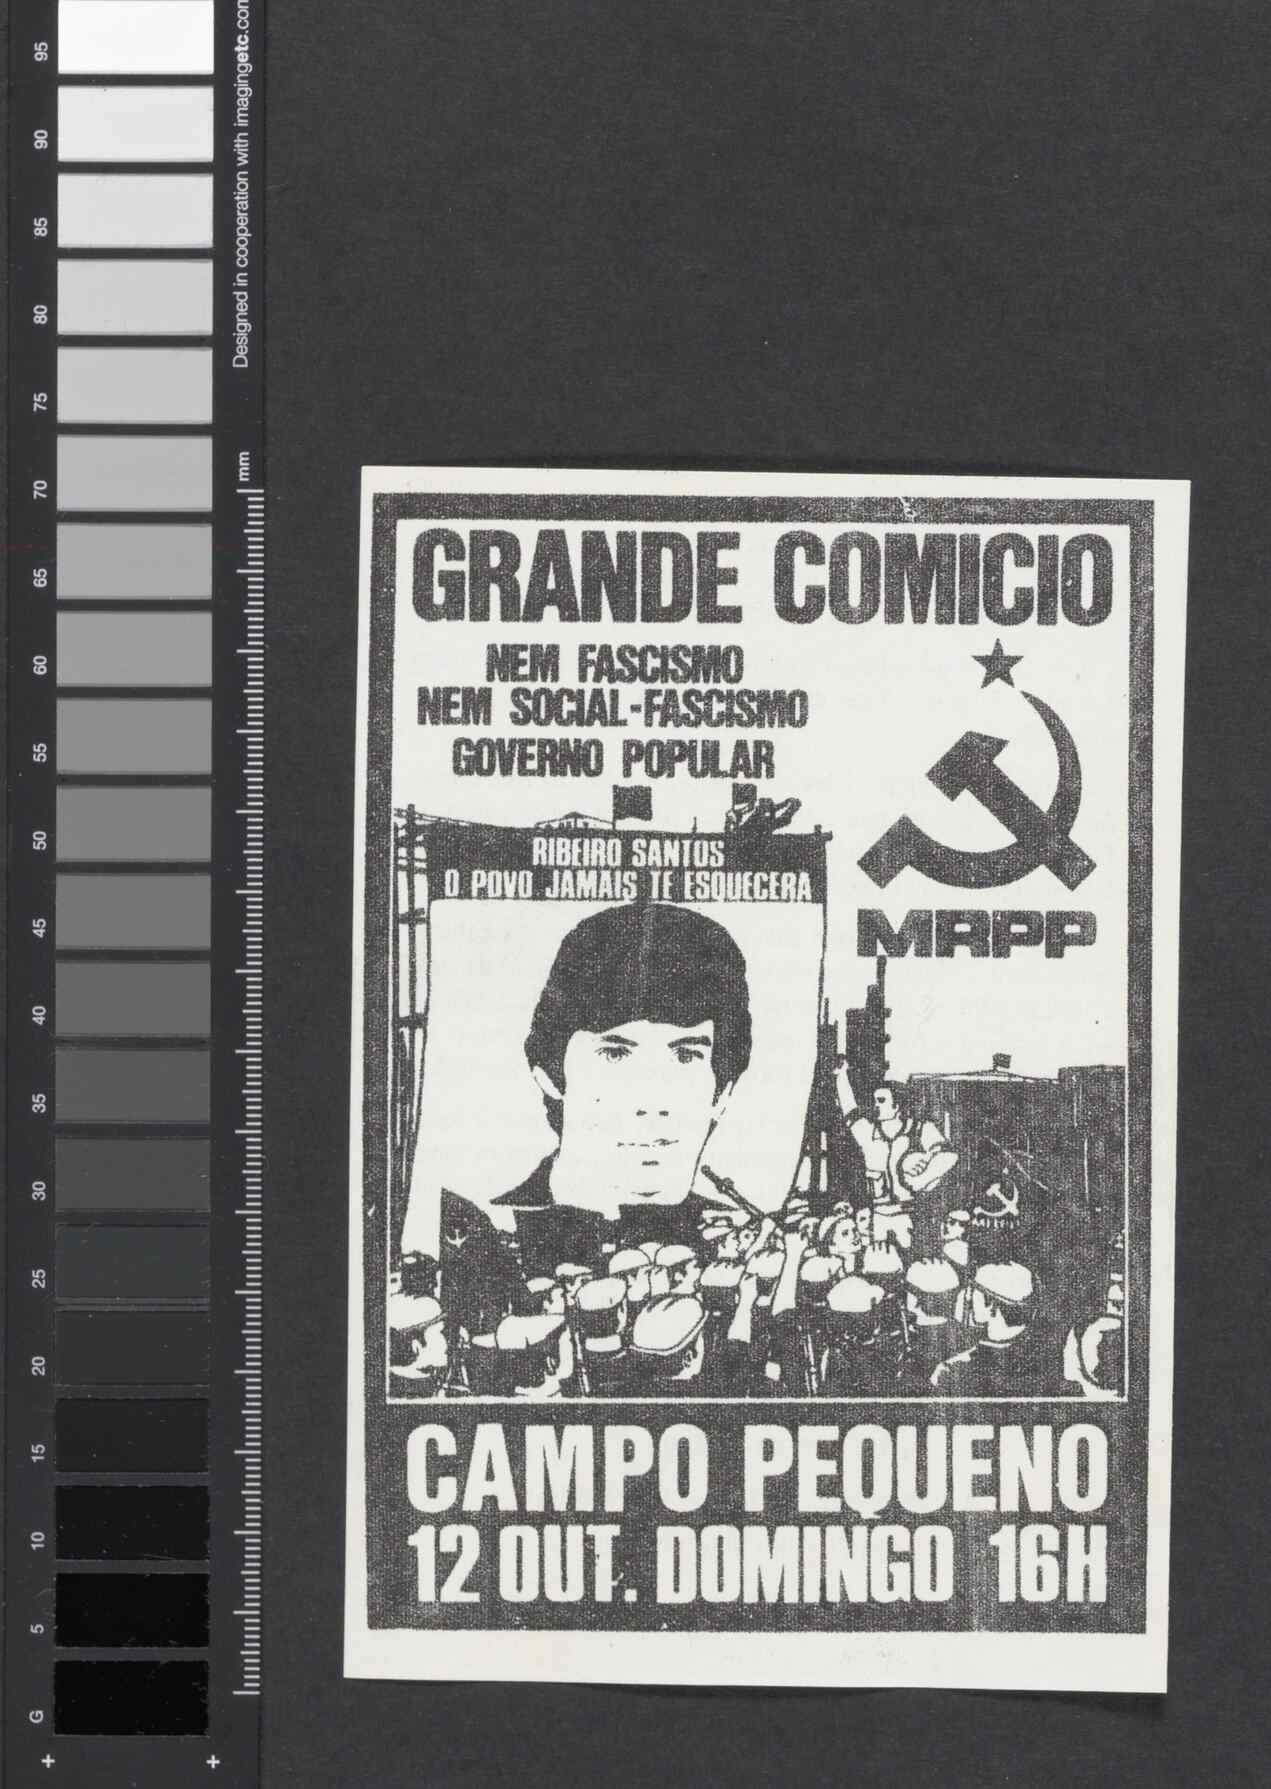 95
90
85
80
75
70
65
60
55
50
45
40
35
30
25
20
15
10
5
G
Designed in cooperation with imagingetc.com
mm
GRANDE COMICIO
NEM FASCISMO
NEM SOCIAL-FASCISMO
GOVERNO POPULAR
RIBEIRO SANTOS
O POVO JAMAIS TE ESQUECERA
MRPP
CAMPO PEQUENO
12 OUT. DOMINGO 16H